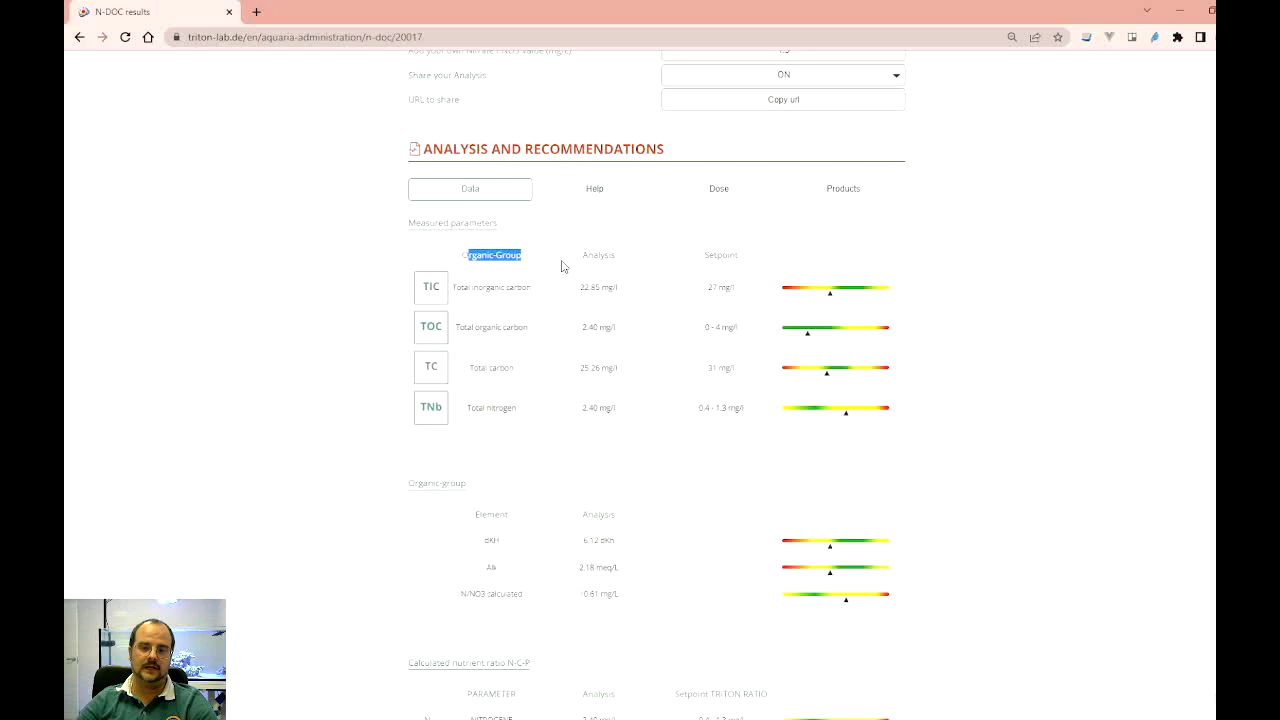 N-DOC results
triton-lab.de/en/aquaria-administration/n-doc/20017
Share your Analysis ON
URL to share Copy url
ANALYSIS AND RECOMMENDATIONS
Data Help Dose Products
Measured parameters
Organic-Group Analysis Setpoint
TIC Total inorganic carbon 22.85 mg/l 27 mg/l
TOC Total organic carbon 2.40 mg/l 0 - 4 mg/l
TC Total carbon 25.26 mg/l 31 mg/l
TNb Total nitrogen 2.40 mg/l 0.4 - 1.3 mg/l
Organic-group
Element Analysis
dKH 6.12 dKh
Alk 2.18 meq/L
N/NO3 calculated 10.61 mg/L
Calculated nutrient ratio N-C-P
PARAMETER Analysis Setpoint TRITON RATIO